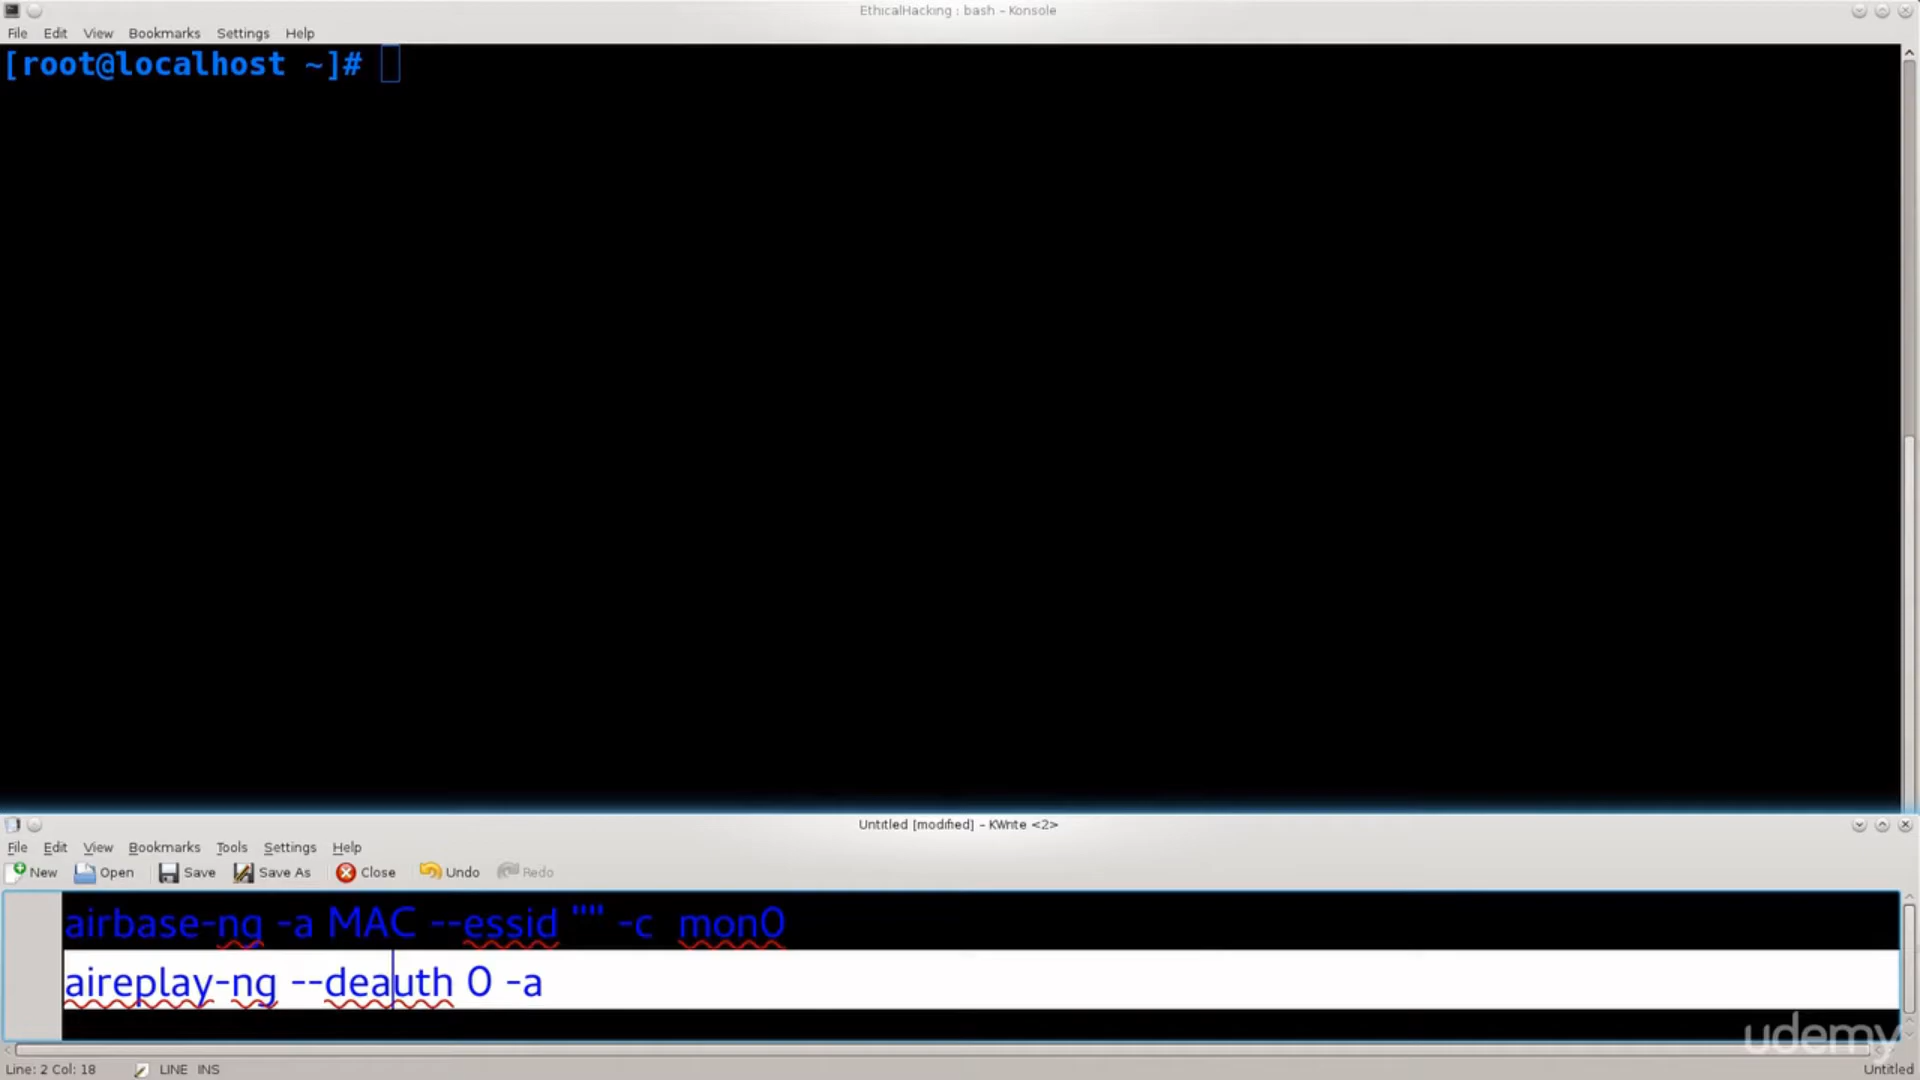 EthicalHacking : bash – Konsole
File Edit View Bookmarks Settings Help
[root@localhost ~]#
Untitled [modified] – KWrite <2>
File Edit View Bookmarks Tools Settings Help
New Open Save Save As Close Undo Redo
airbase-ng -a MAC --essid "" -c  mon0
aireplay-ng --deauth 0 -a
udemy
Line: 2 Col: 18 LINE INS Untitled